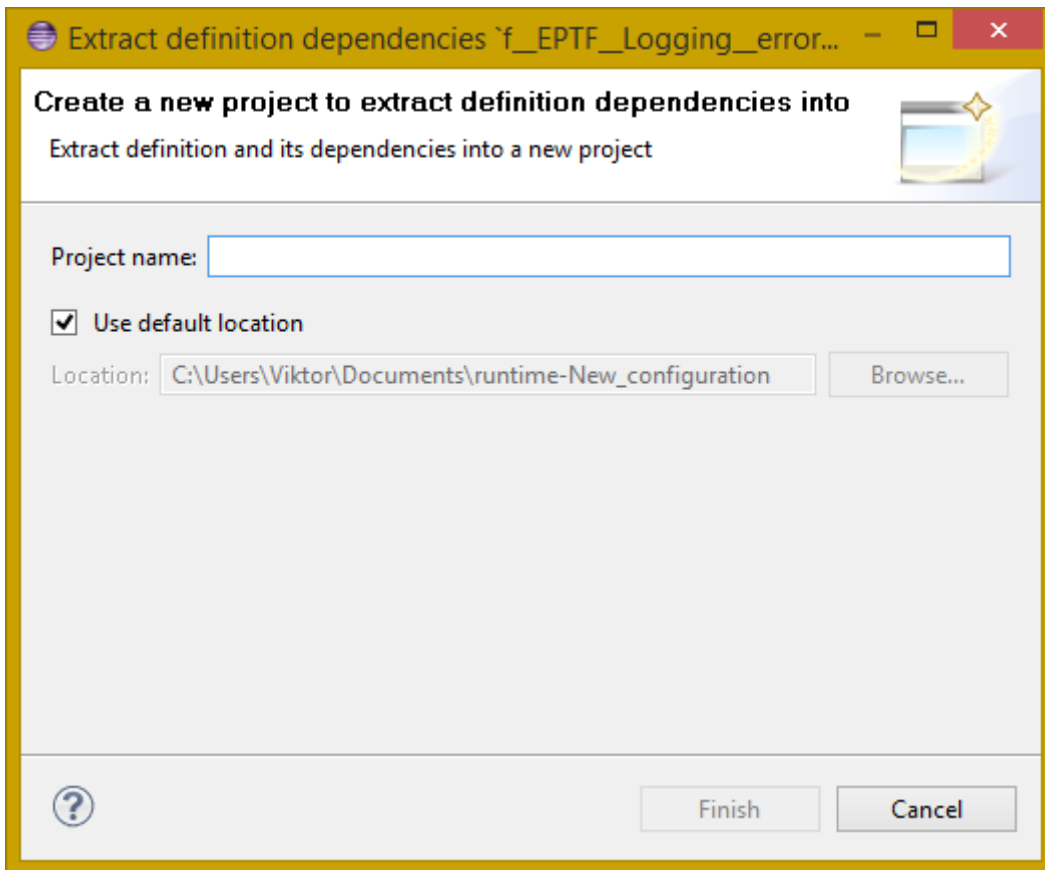 Extract definition dependencies `f__EPTF__Logging__error...
Create a new project to extract definition dependencies into
Extract definition and its dependencies into a new project
Project name:
Use default location
Location: C:\Users\Viktor\Documents\runtime-New_configuration Browse...
? Finish Cancel